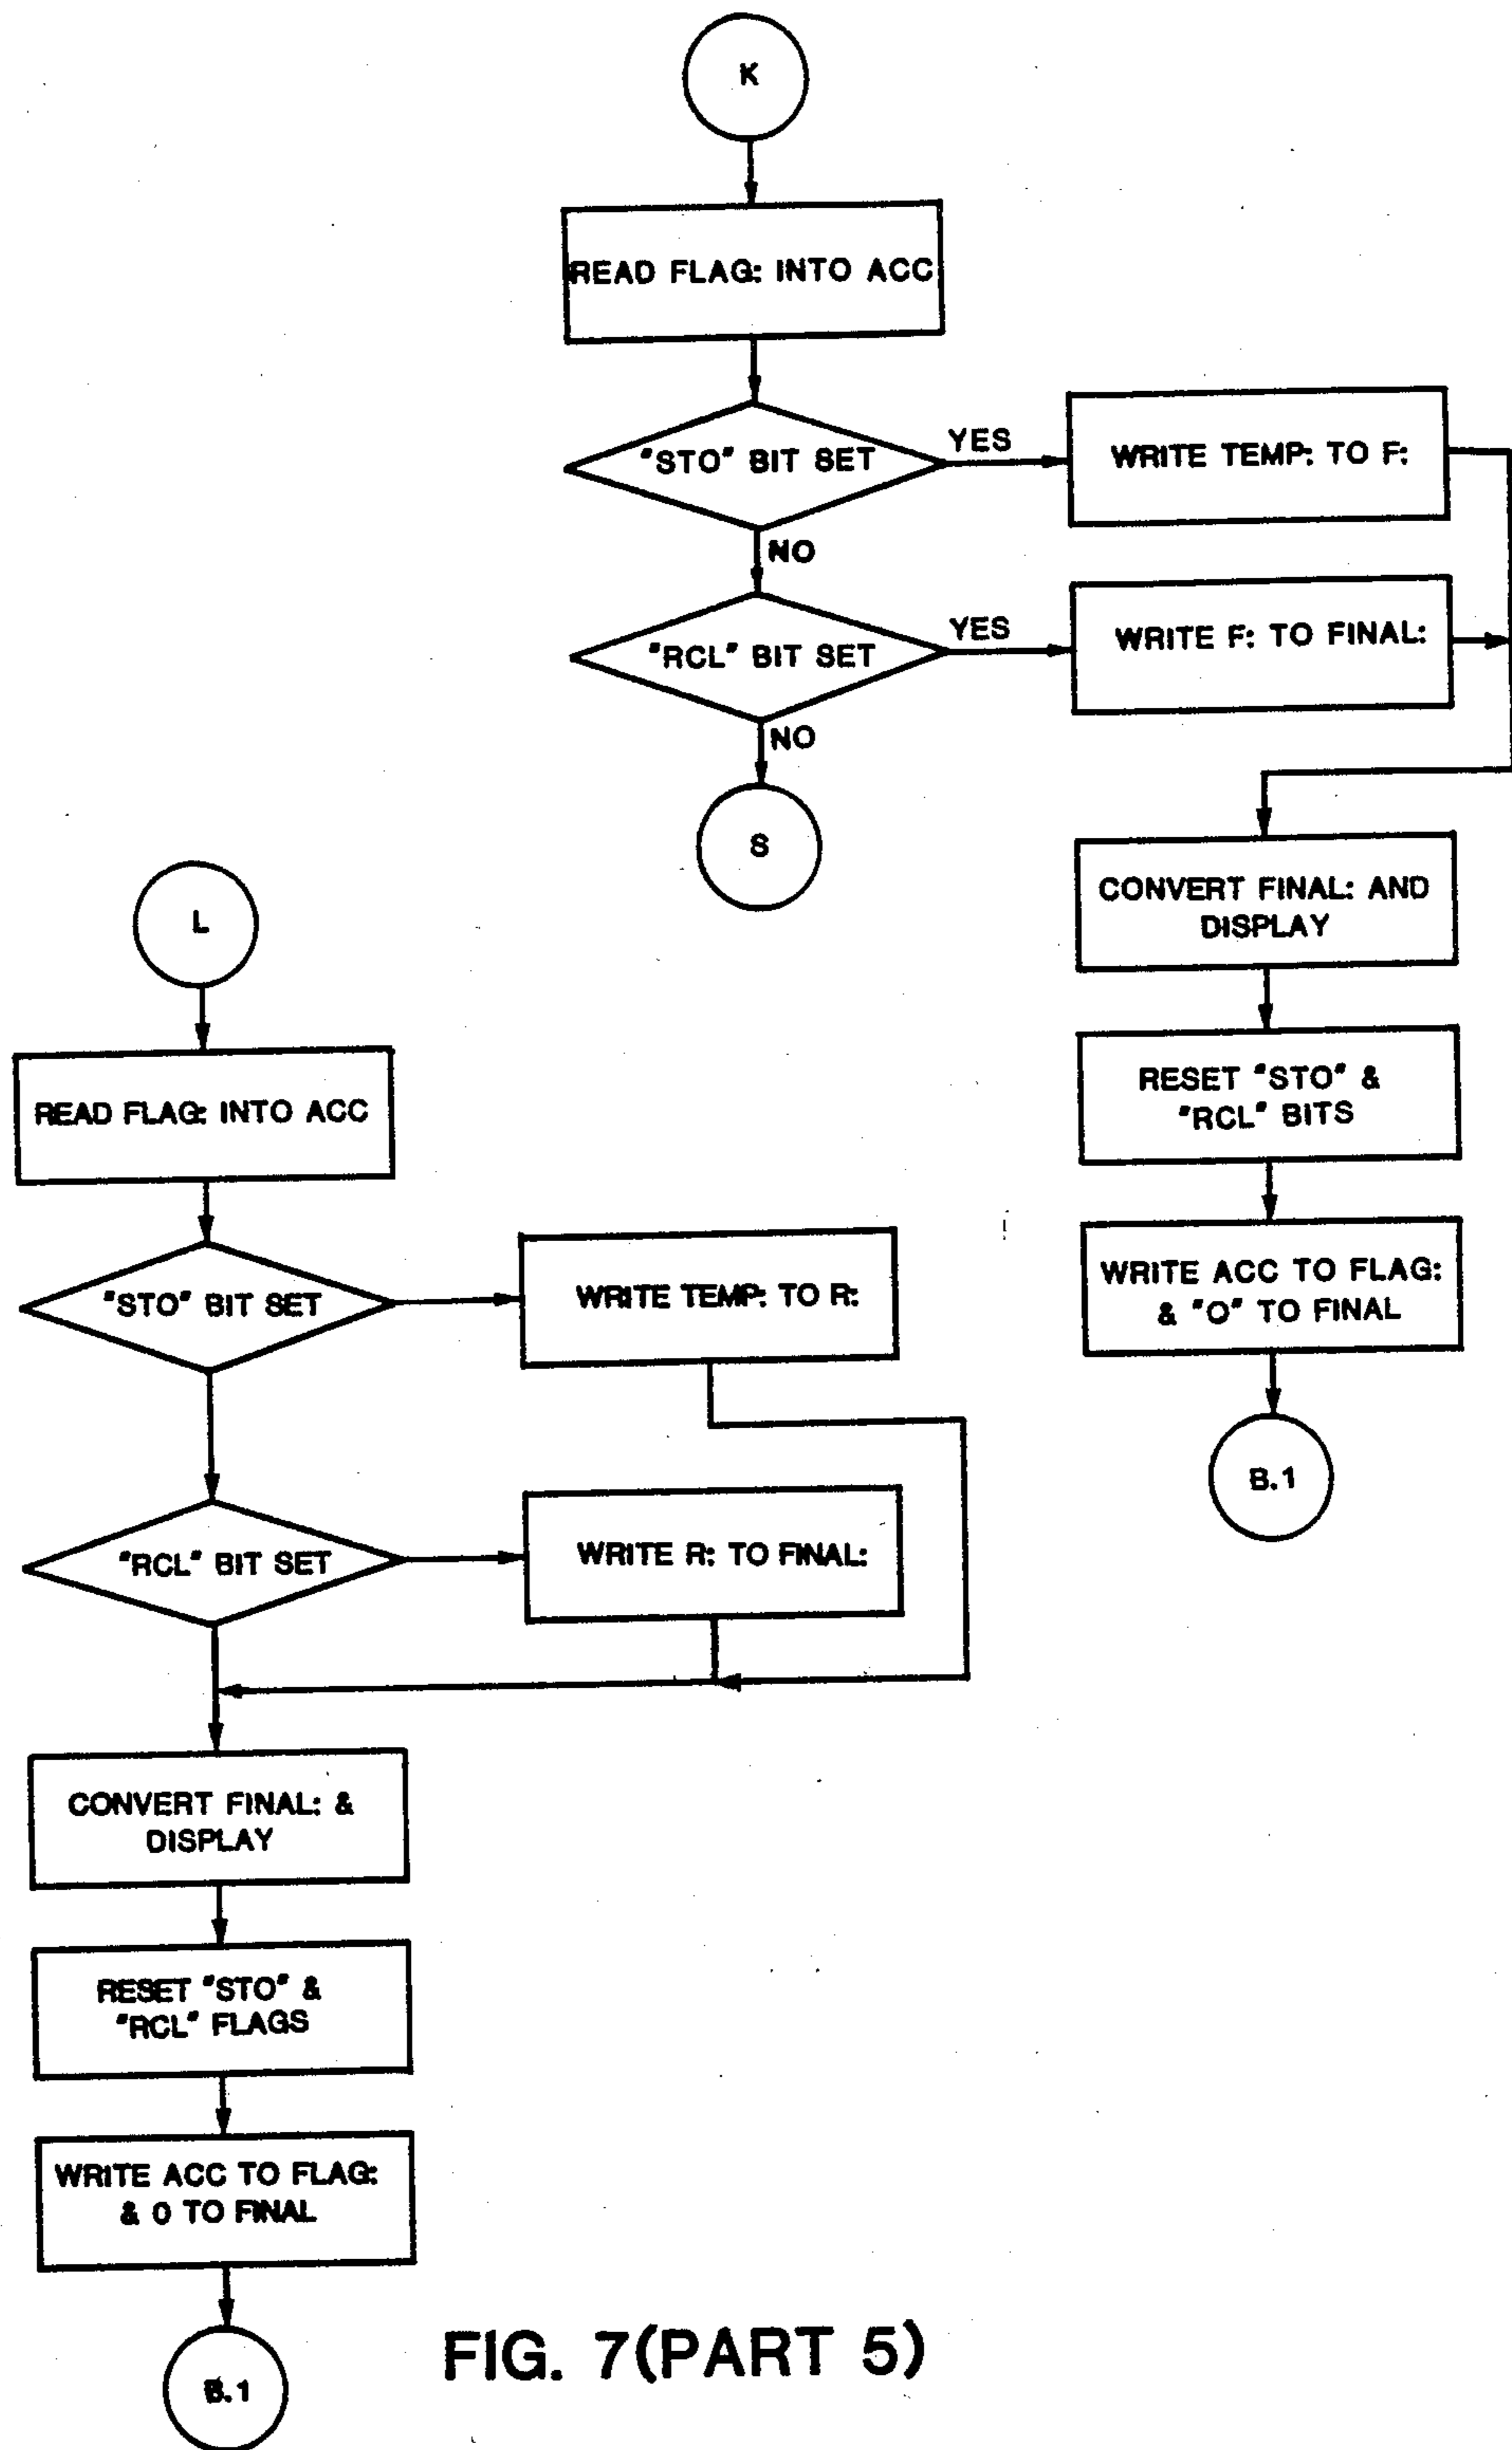 K
READ FLAG: INTO ACC
"STO" BIT SET
YES
WRITE TEMP: TO F:
NO
"RCL" BIT SET
YES
WRITE F: TO FINAL:
NO
S
CONVERT FINAL: AND
DISPLAY
RESET "STO" &
"RCL" BITS
WRITE ACC TO FLAG:
& "O" TO FINAL
B.1
L
READ FLAG: INTO ACC
"STO" BIT SET
WRITE TEMP: TO R:
"RCL" BIT SET
WRITE R: TO FINAL:
CONVERT FINAL: &
DISPLAY
RESET "STO" &
"RCL" FLAGS
WRITE ACC TO FLAG:
& 0 TO FINAL
B.1
FIG. 7(PART 5)